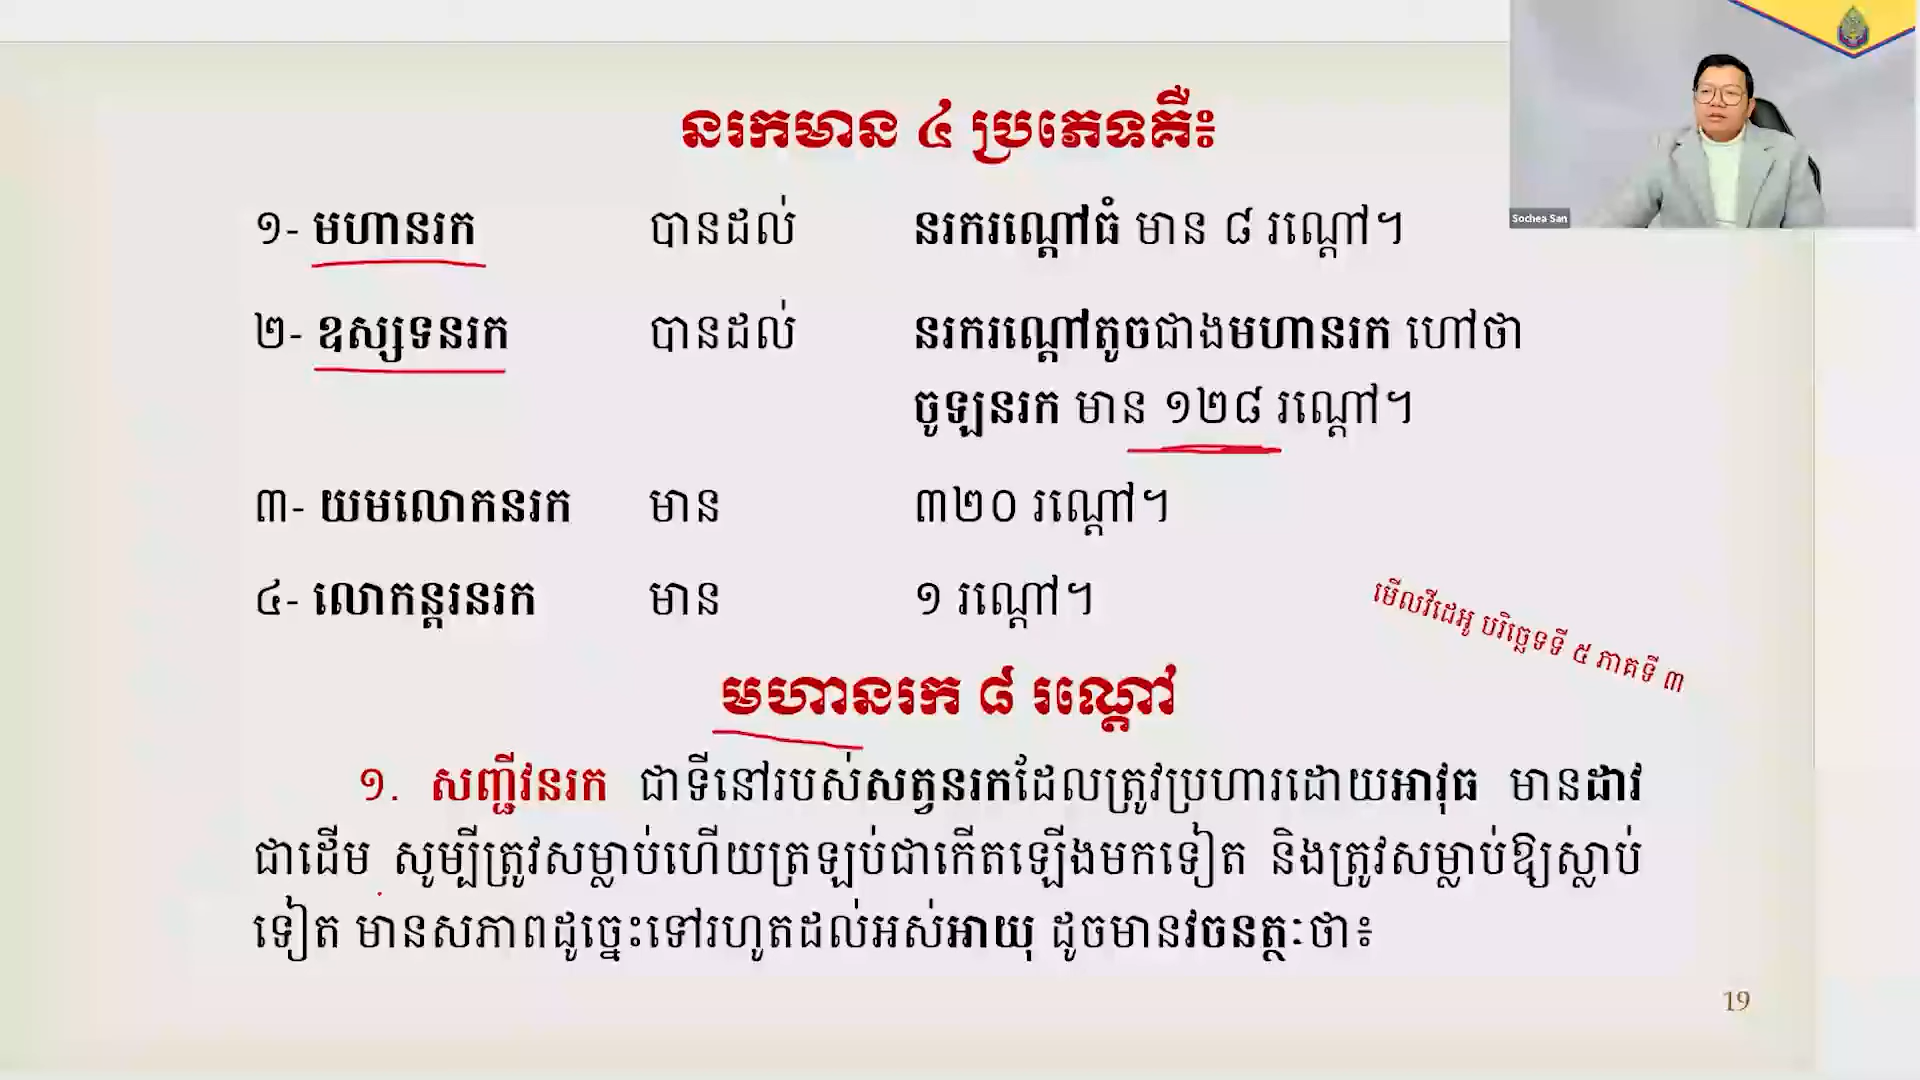 នរកមាន ៤ ប្រភេទគឺ៖
១- មហានរក បានដល់ នរករណ្ដៅធំ មាន ៨ រណ្ដៅ។
២- ឧស្សទនរក បានដល់ នរករណ្ដៅតូចជាងមហានរក ហៅថា
ចូឡនរក មាន ១២៨ រណ្ដៅ។
៣- យមលោកនរក មាន ៣២០ រណ្ដៅ។
៤- លោកន្តរនរក មាន ១ រណ្ដៅ។
មើលវីដេអូ បរិច្ឆេទទី ៥ ភាគទី ៣
មហានរក ៨ រណ្ដៅ
១. សញ្ជីវនរក ជាទីនៅរបស់សត្វនរកដែលត្រូវប្រហារដោយអាវុធ មានដាវ
ជាដើម សូម្បីត្រូវសម្លាប់ហើយត្រឡប់ជាកើតឡើងមកទៀត និងត្រូវសម្លាប់ឱ្យស្លាប់
ទៀត មានសភាពដូច្នេះទៅរហូតដល់អស់អាយុ ដូចមានវចនត្ថៈថា៖
19
Sochea San